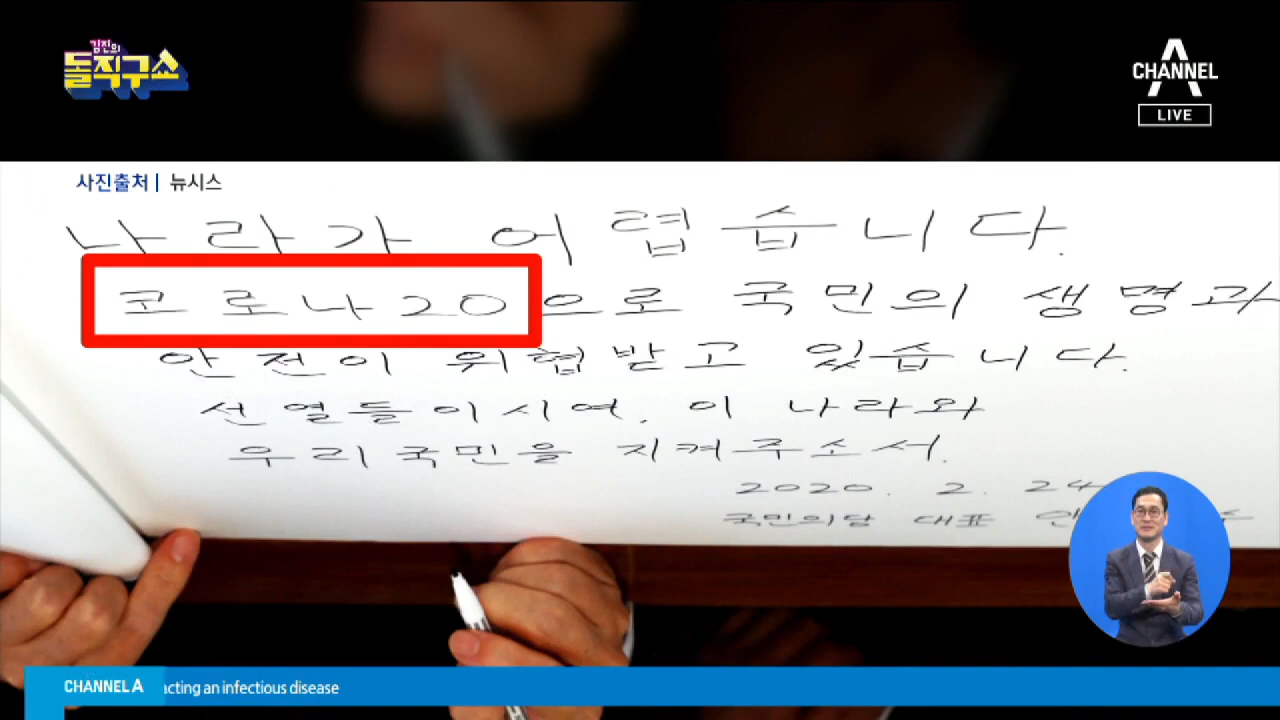 김진의
돌직구쇼
CHANNEL A
LIVE
사진출처 | 뉴시스
나라가 어렵습니다.
코로나20으로 국민의 생명과
안전이 위협받고 있습니다.
선열들이시여, 이 나라와
우리국민을 지켜주소서.
2020. 2. 24
국민의당 대표
CHANNEL A
acting an infectious disease